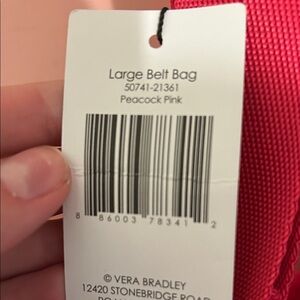 Large Belt Bag
50741-21361
Peacock Pink
8 86003 78341 2
© VERA BRADLEY
12420 STONEBRIDGE ROAD